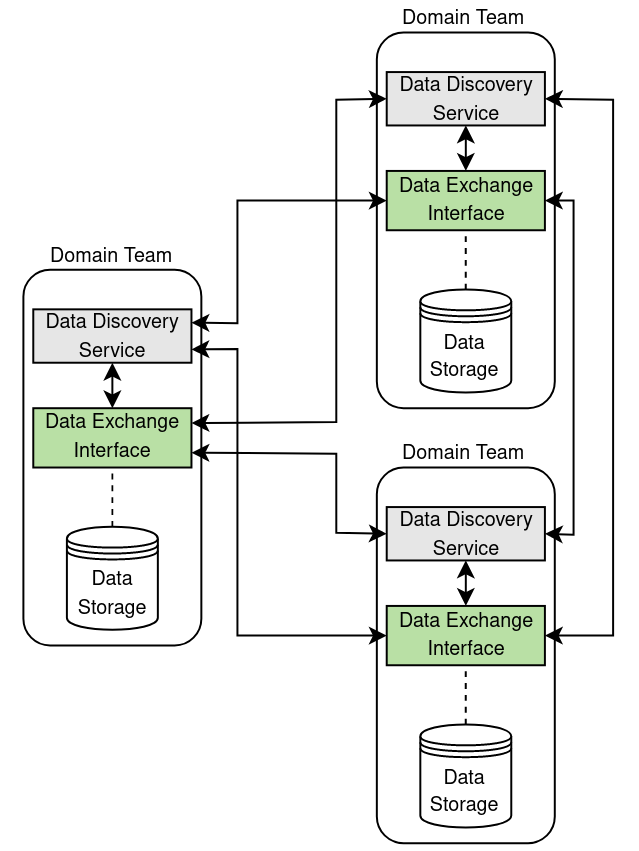 Domain Team
Data Discovery
Service
Data Exchange
Interface
Data
Storage
Domain Team
Data Discovery
Service
Data Exchange
Interface
Data
Storage
Domain Team
Data Discovery
Service
Data Exchange
Interface
Data
Storage